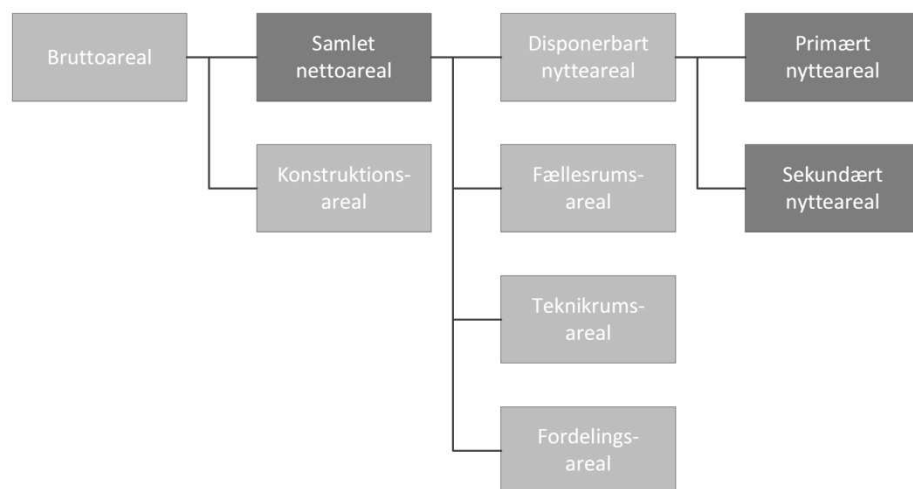 Bruttoareal
Samlet
nettoareal
Disponerbart
nytteareal
Primært
nytteareal
Konstruktions-
areal
Fællesrums-
areal
Sekundært
nytteareal
Teknikrums-
areal
Fordelings-
areal